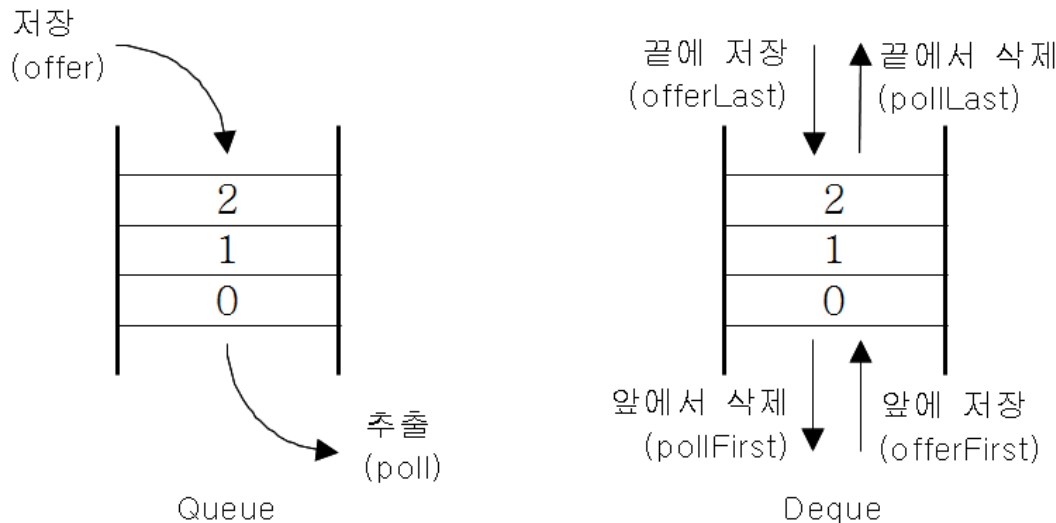 저장
(offer)
2
1
0
추출
(poll)
Queue
끝에 저장
(offerLast)
끝에서 삭제
(pollLast)
2
1
0
앞에서 삭제
(pollFirst)
앞에 저장
(offerFirst)
Deque